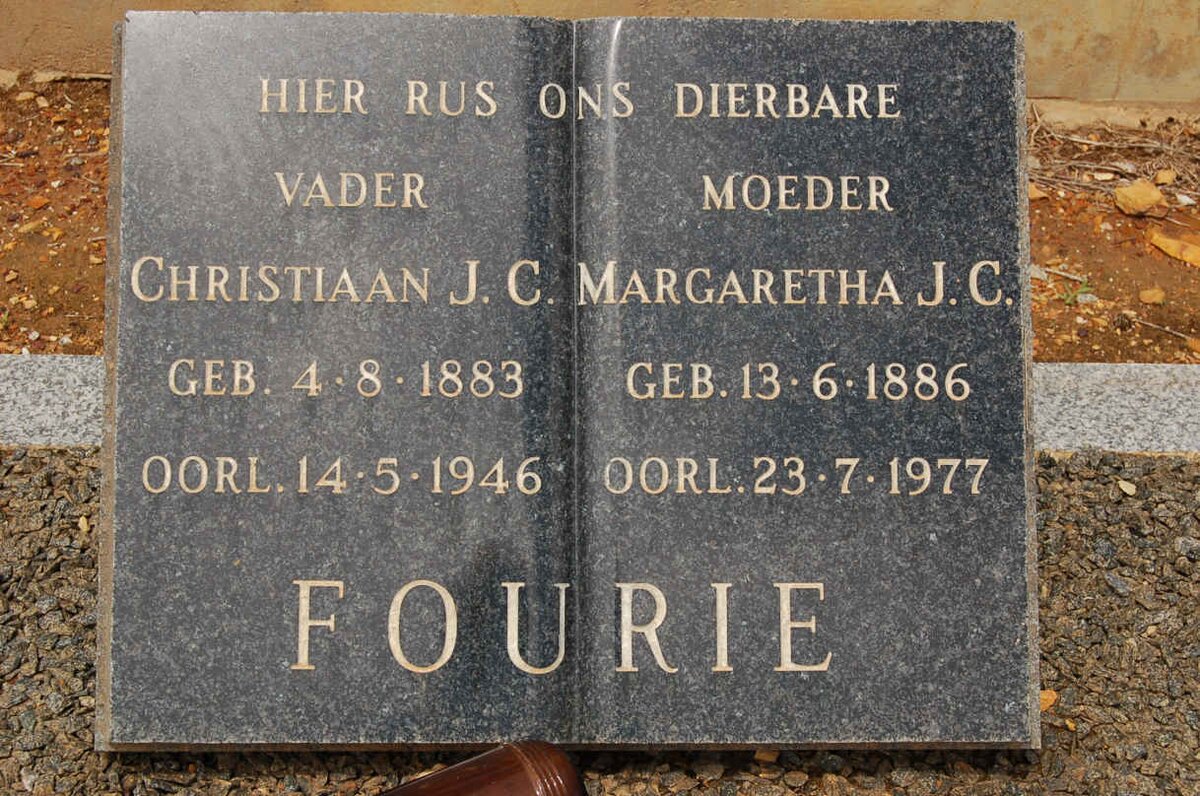 HIER RUS ONS DIERBARE
VADER
CHRISTIAAN J. C.
GEB. 4·8·1883
OORL. 14·5·1946
MOEDER
MARGARETHA J. C.
GEB. 13·6·1886
OORL. 23·7·1977
FOURIE